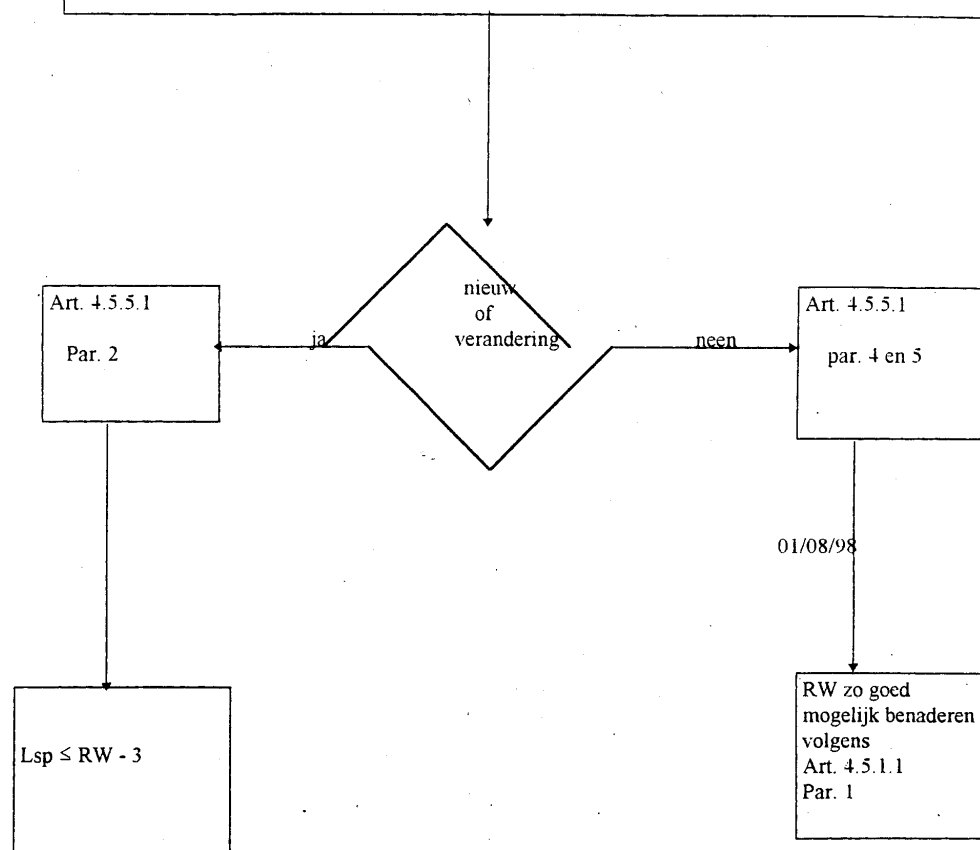 nieuw
of
verandering
ja
neen
Art. 4.5.5.1
Par. 2
Art. 4.5.5.1
par. 4 en 5
01/08/98
Lsp ≤ RW - 3
RW zo goed
mogelijk benaderen
volgens
Art. 4.5.1.1
Par. 1